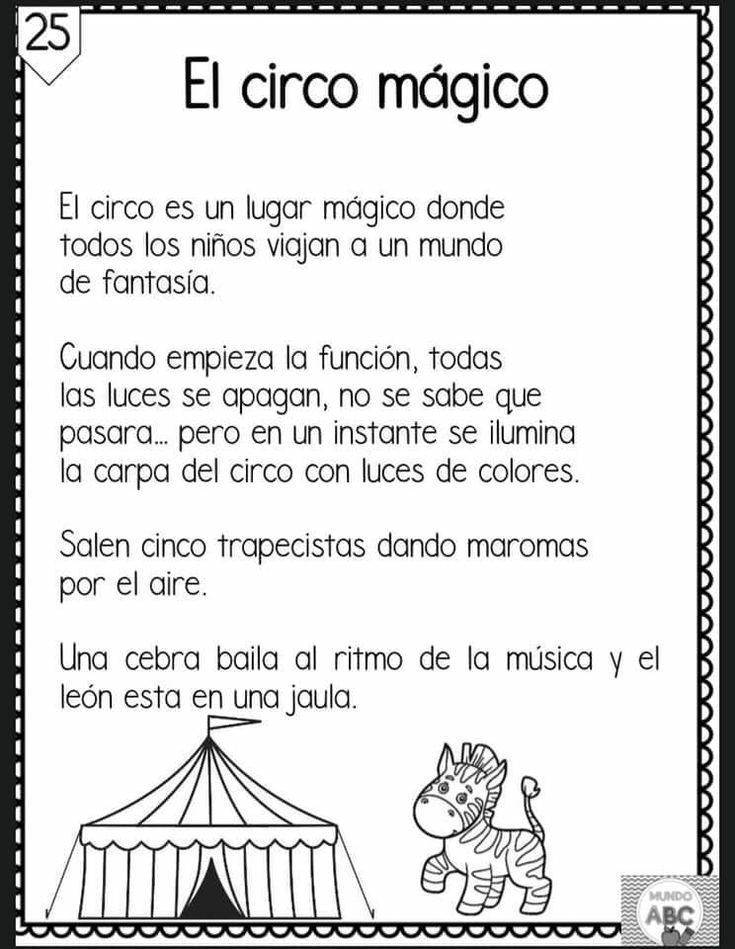 25
El circo mágico
El circo es un lugar mágico donde
todos los niños viajan a un mundo
de fantasía.
Cuando empieza la función, todas
las luces se apagan, no se sabe que
pasara... pero en un instante se ilumina
la carpa del circo con luces de colores.
Salen cinco trapecistas dando maromas
por el aire.
Una cebra baila al ritmo de la música y el
león esta en una jaula.
MUNDO
ABC